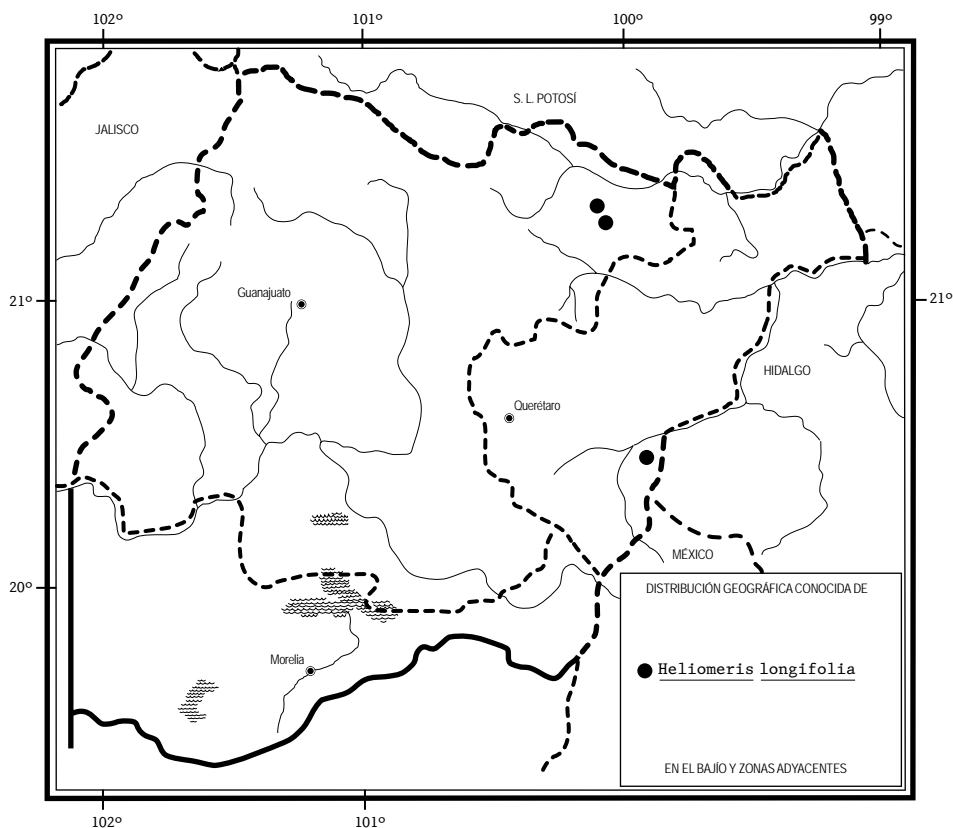 102º 101º 100º 99º
S. L. POTOSÍ
JALISCO
Guanajuato
21º 21º
HIDALGO
Querétaro
MÉXICO
20º
DISTRIBUCIÓN GEOGRÁFICA CONOCIDA DE
Morelia
Heliomeris longifolia
EN EL BAJÍO Y ZONAS ADYACENTES
102º 101º